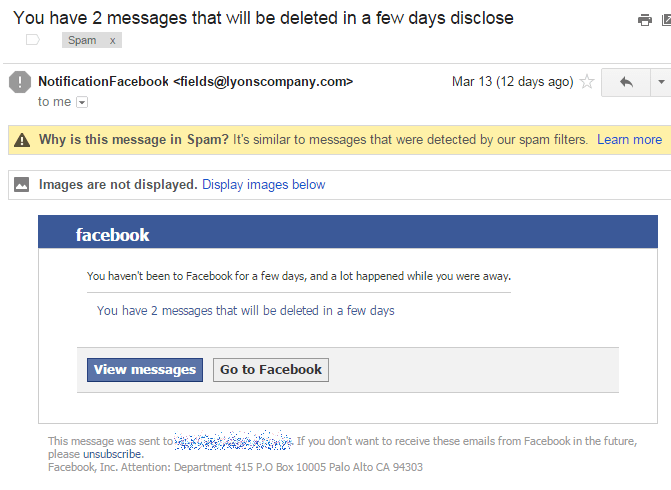 You have 2 messages that will be deleted in a few days disclose
Spam x
NotificationFacebook <fields@lyonscompany.com>
Mar 13 (12 days ago)
to me
Why is this message in Spam? It's similar to messages that were detected by our spam filters. Learn more
Images are not displayed. Display images below
facebook
You haven't been to Facebook for a few days, and a lot happened while you were away.
You have 2 messages that will be deleted in a few days
View messages Go to Facebook
This message was sent to . If you don't want to receive these emails from Facebook in the future,
please unsubscribe.
Facebook, Inc. Attention: Department 415 P.O Box 10005 Palo Alto CA 94303